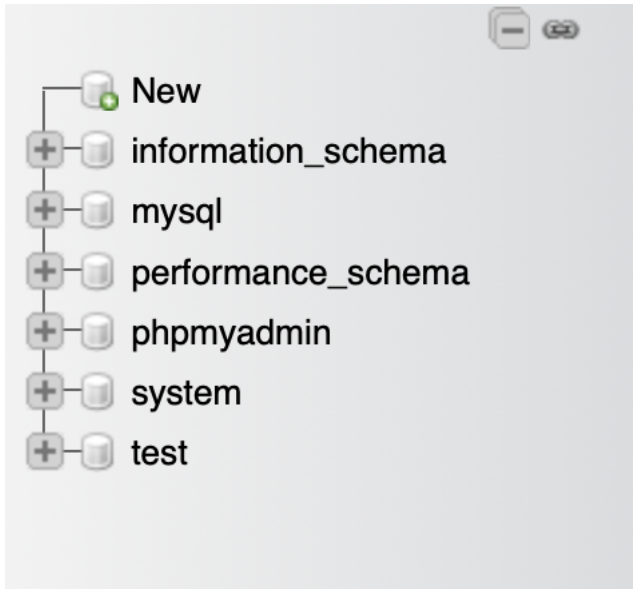 New
information_schema
mysql
performance_schema
phpmyadmin
system
test